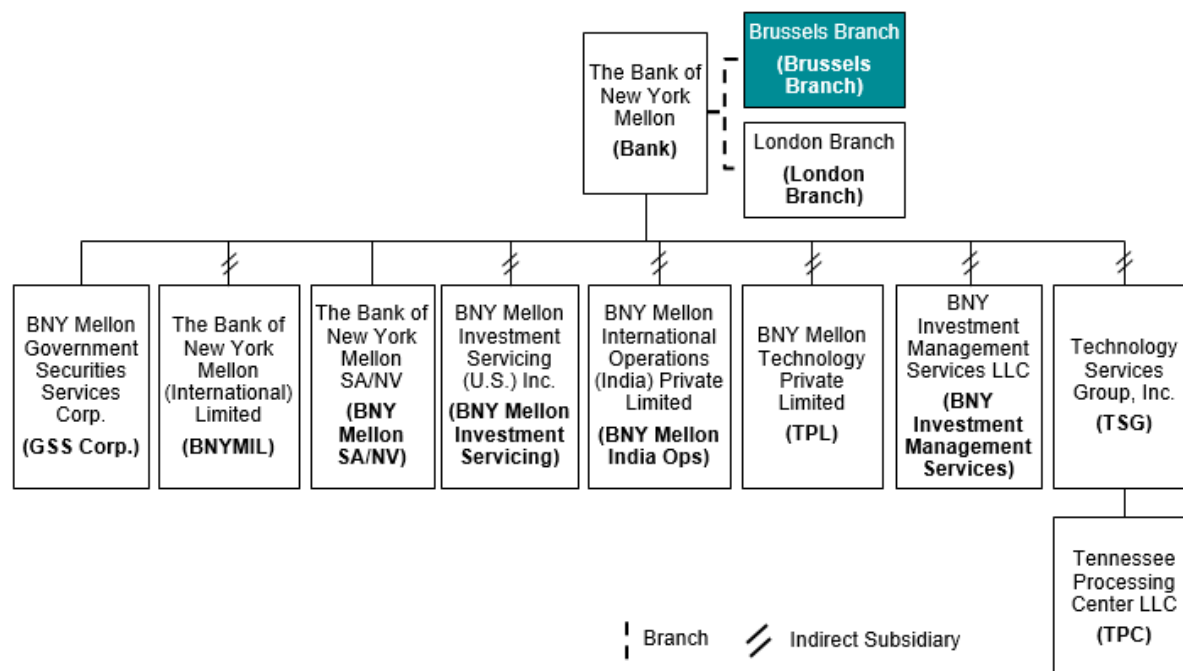 The Bank of
New York
Mellon
(Bank)
Brussels Branch
(Brussels
Branch)
London Branch
(London
Branch)
BNY Mellon
Government
Securities
Services
Corp.
(GSS Corp.)
The Bank of
New York
Mellon
(International)
Limited
(BNYMIL)
The Bank of
New York
Mellon
SA/NV
(BNY
Mellon
SA/NV)
BNY Mellon
Investment
Servicing
(U.S.) Inc.
(BNY Mellon
Investment
Servicing)
BNY Mellon
International
Operations
(India) Private
Limited
(BNY Mellon
India Ops)
BNY Mellon
Technology
Private
Limited
(TPL)
BNY
Investment
Management
Services LLC
(BNY
Investment
Management
Services)
Technology
Services
Group, Inc.
(TSG)
Tennessee
Processing
Center LLC
(TPC)
Branch
Indirect Subsidiary